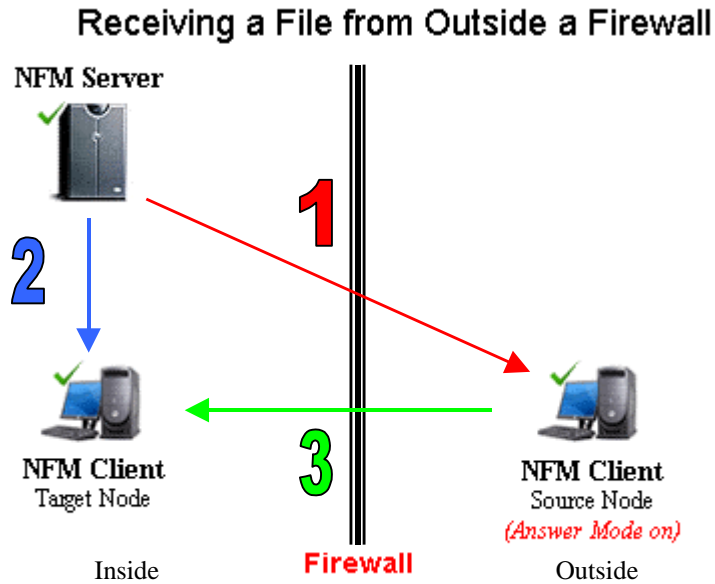 Receiving a File from Outside a Firewall
NFM Server
1
2
3
NFM Client
Target Node
NFM Client
Source Node
(Answer Mode on)
Inside
Firewall
Outside